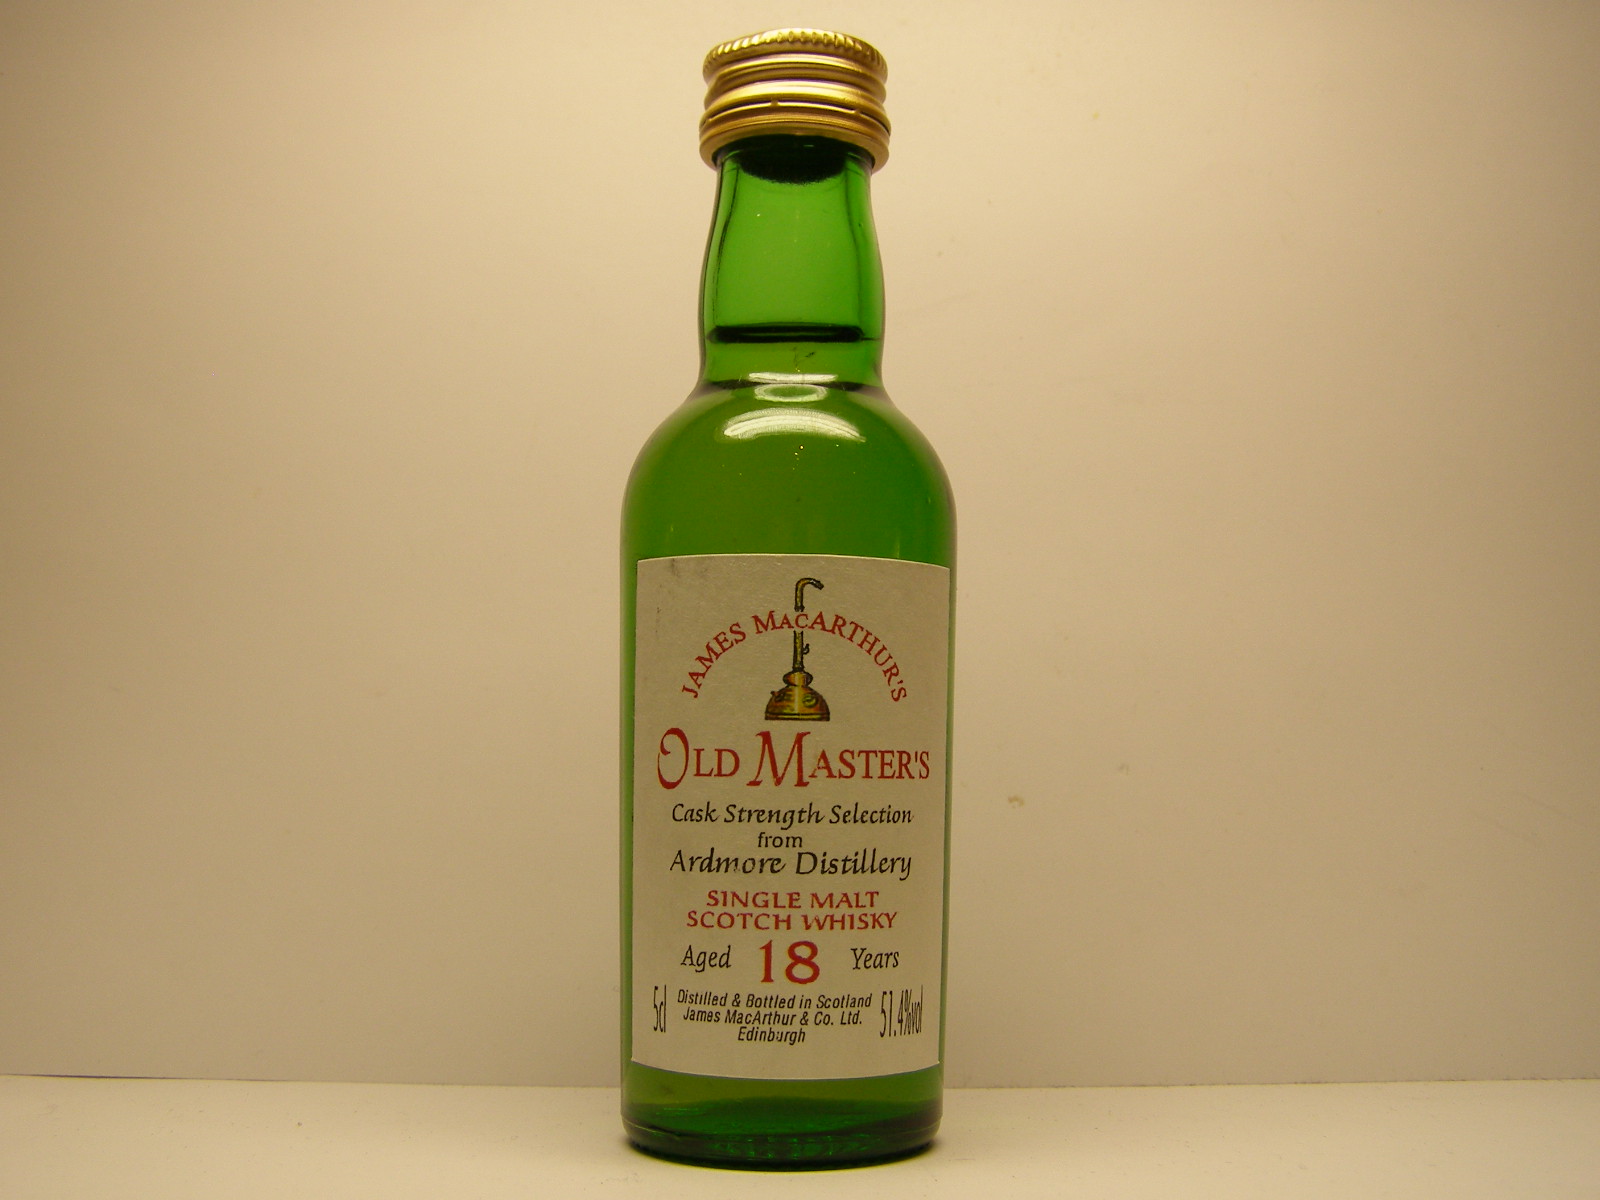 JAMES MACARTHUR'S
OLD MASTER'S
Cask Strength Selection
from
Ardmore Distillery
SINGLE MALT
SCOTCH WHISKY
Aged 18 Years
5cl
Distilled & Bottled in Scotland
James MacArthur & Co. Ltd.
Edinburgh
51.4%vol